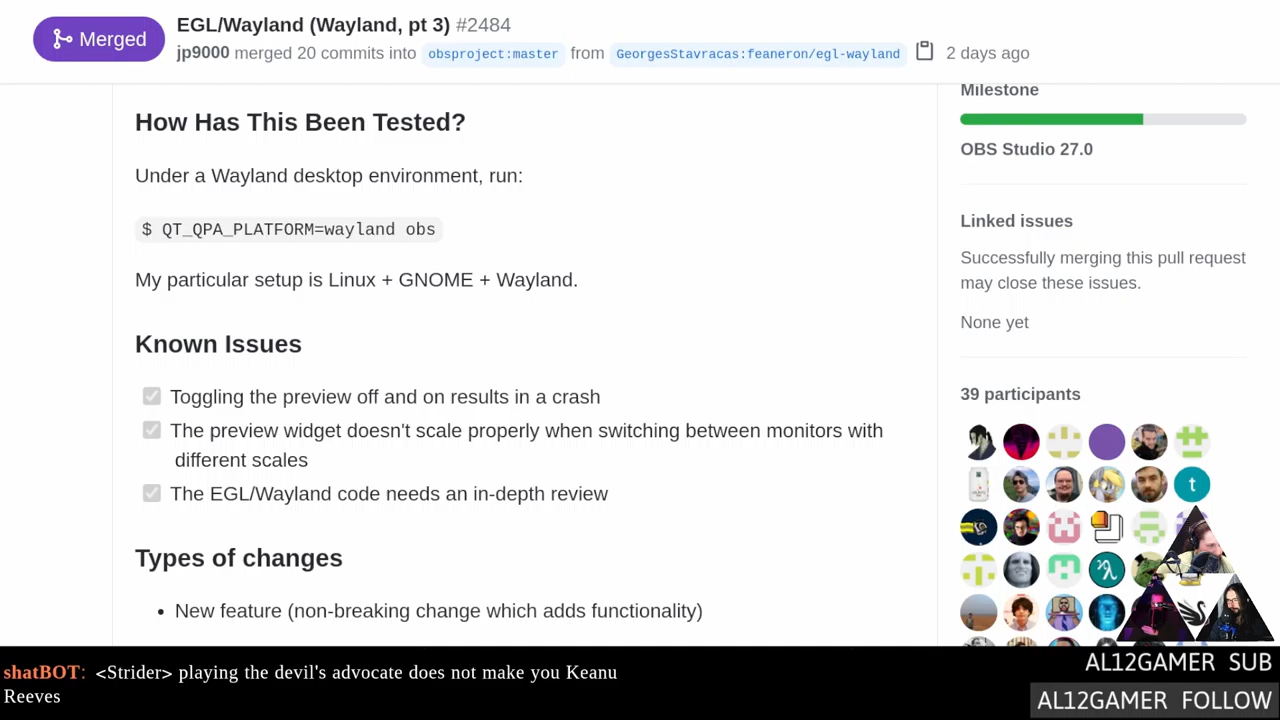 Merged
EGL/Wayland (Wayland, pt 3) #2484
jp9000 merged 20 commits into obsproject:master from GeorgesStavracas:feaneron/egl-wayland 2 days ago
How Has This Been Tested?
Under a Wayland desktop environment, run:
$ QT_QPA_PLATFORM=wayland obs
My particular setup is Linux + GNOME + Wayland.
Known Issues
Toggling the preview off and on results in a crash
The preview widget doesn't scale properly when switching between monitors with
different scales
The EGL/Wayland code needs an in-depth review
Types of changes
• New feature (non-breaking change which adds functionality)
Milestone
OBS Studio 27.0
Linked issues
Successfully merging this pull request
may close these issues.
None yet
39 participants
t
λ
shatBOT: <Strider> playing the devil's advocate does not make you Keanu
Reeves
AL12GAMER SUB
AL12GAMER FOLLOW